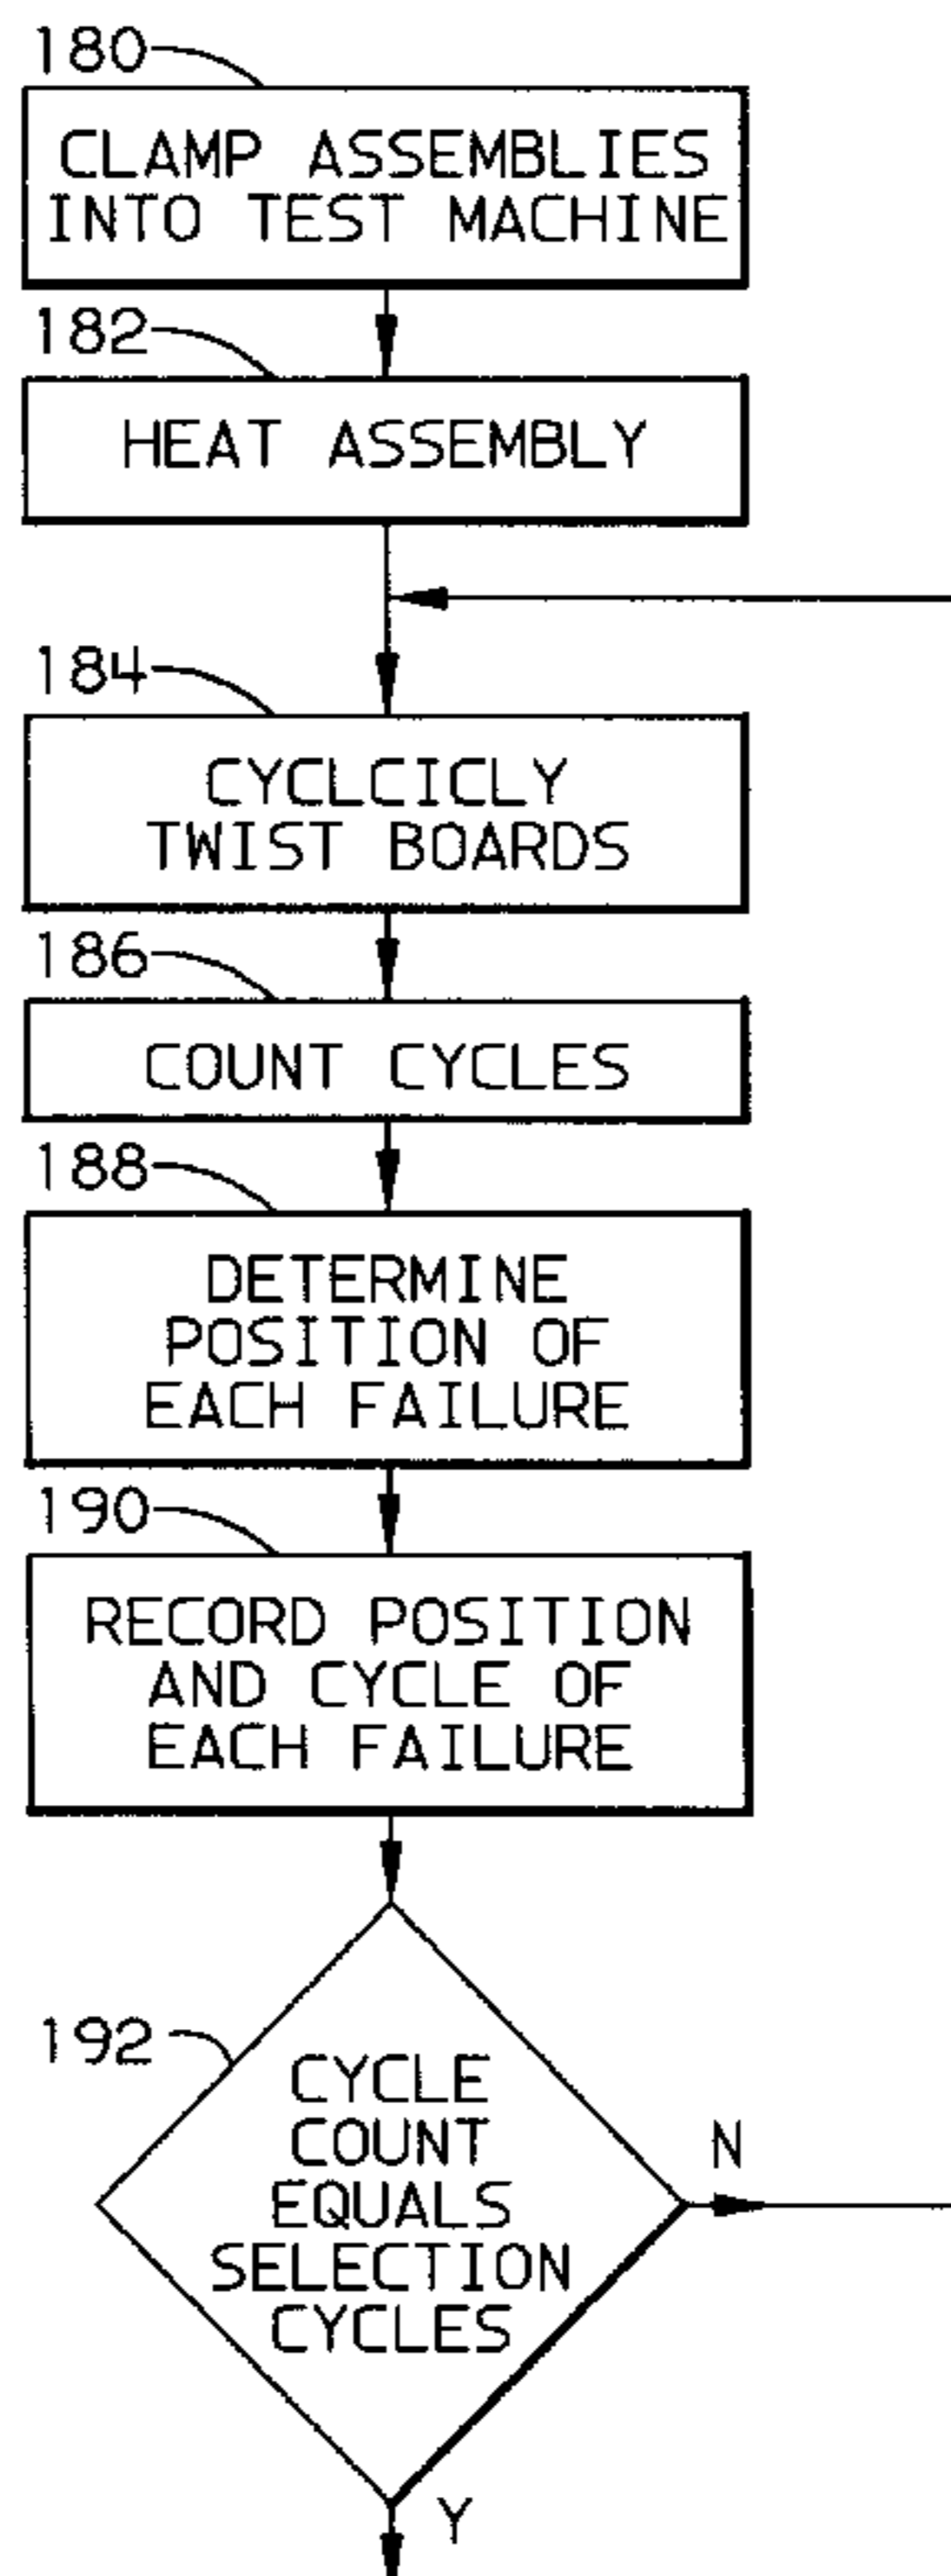 180
CLAMP ASSEMBLIES
INTO TEST MACHINE
182
HEAT ASSEMBLY
184
CYCLCICLY
TWIST BOARDS
186
COUNT CYCLES
188
DETERMINE
POSITION OF
EACH FAILURE
190
RECORD POSITION
AND CYCLE OF
EACH FAILURE
192
CYCLE
COUNT
EQUALS
SELECTION
CYCLES
N
Y